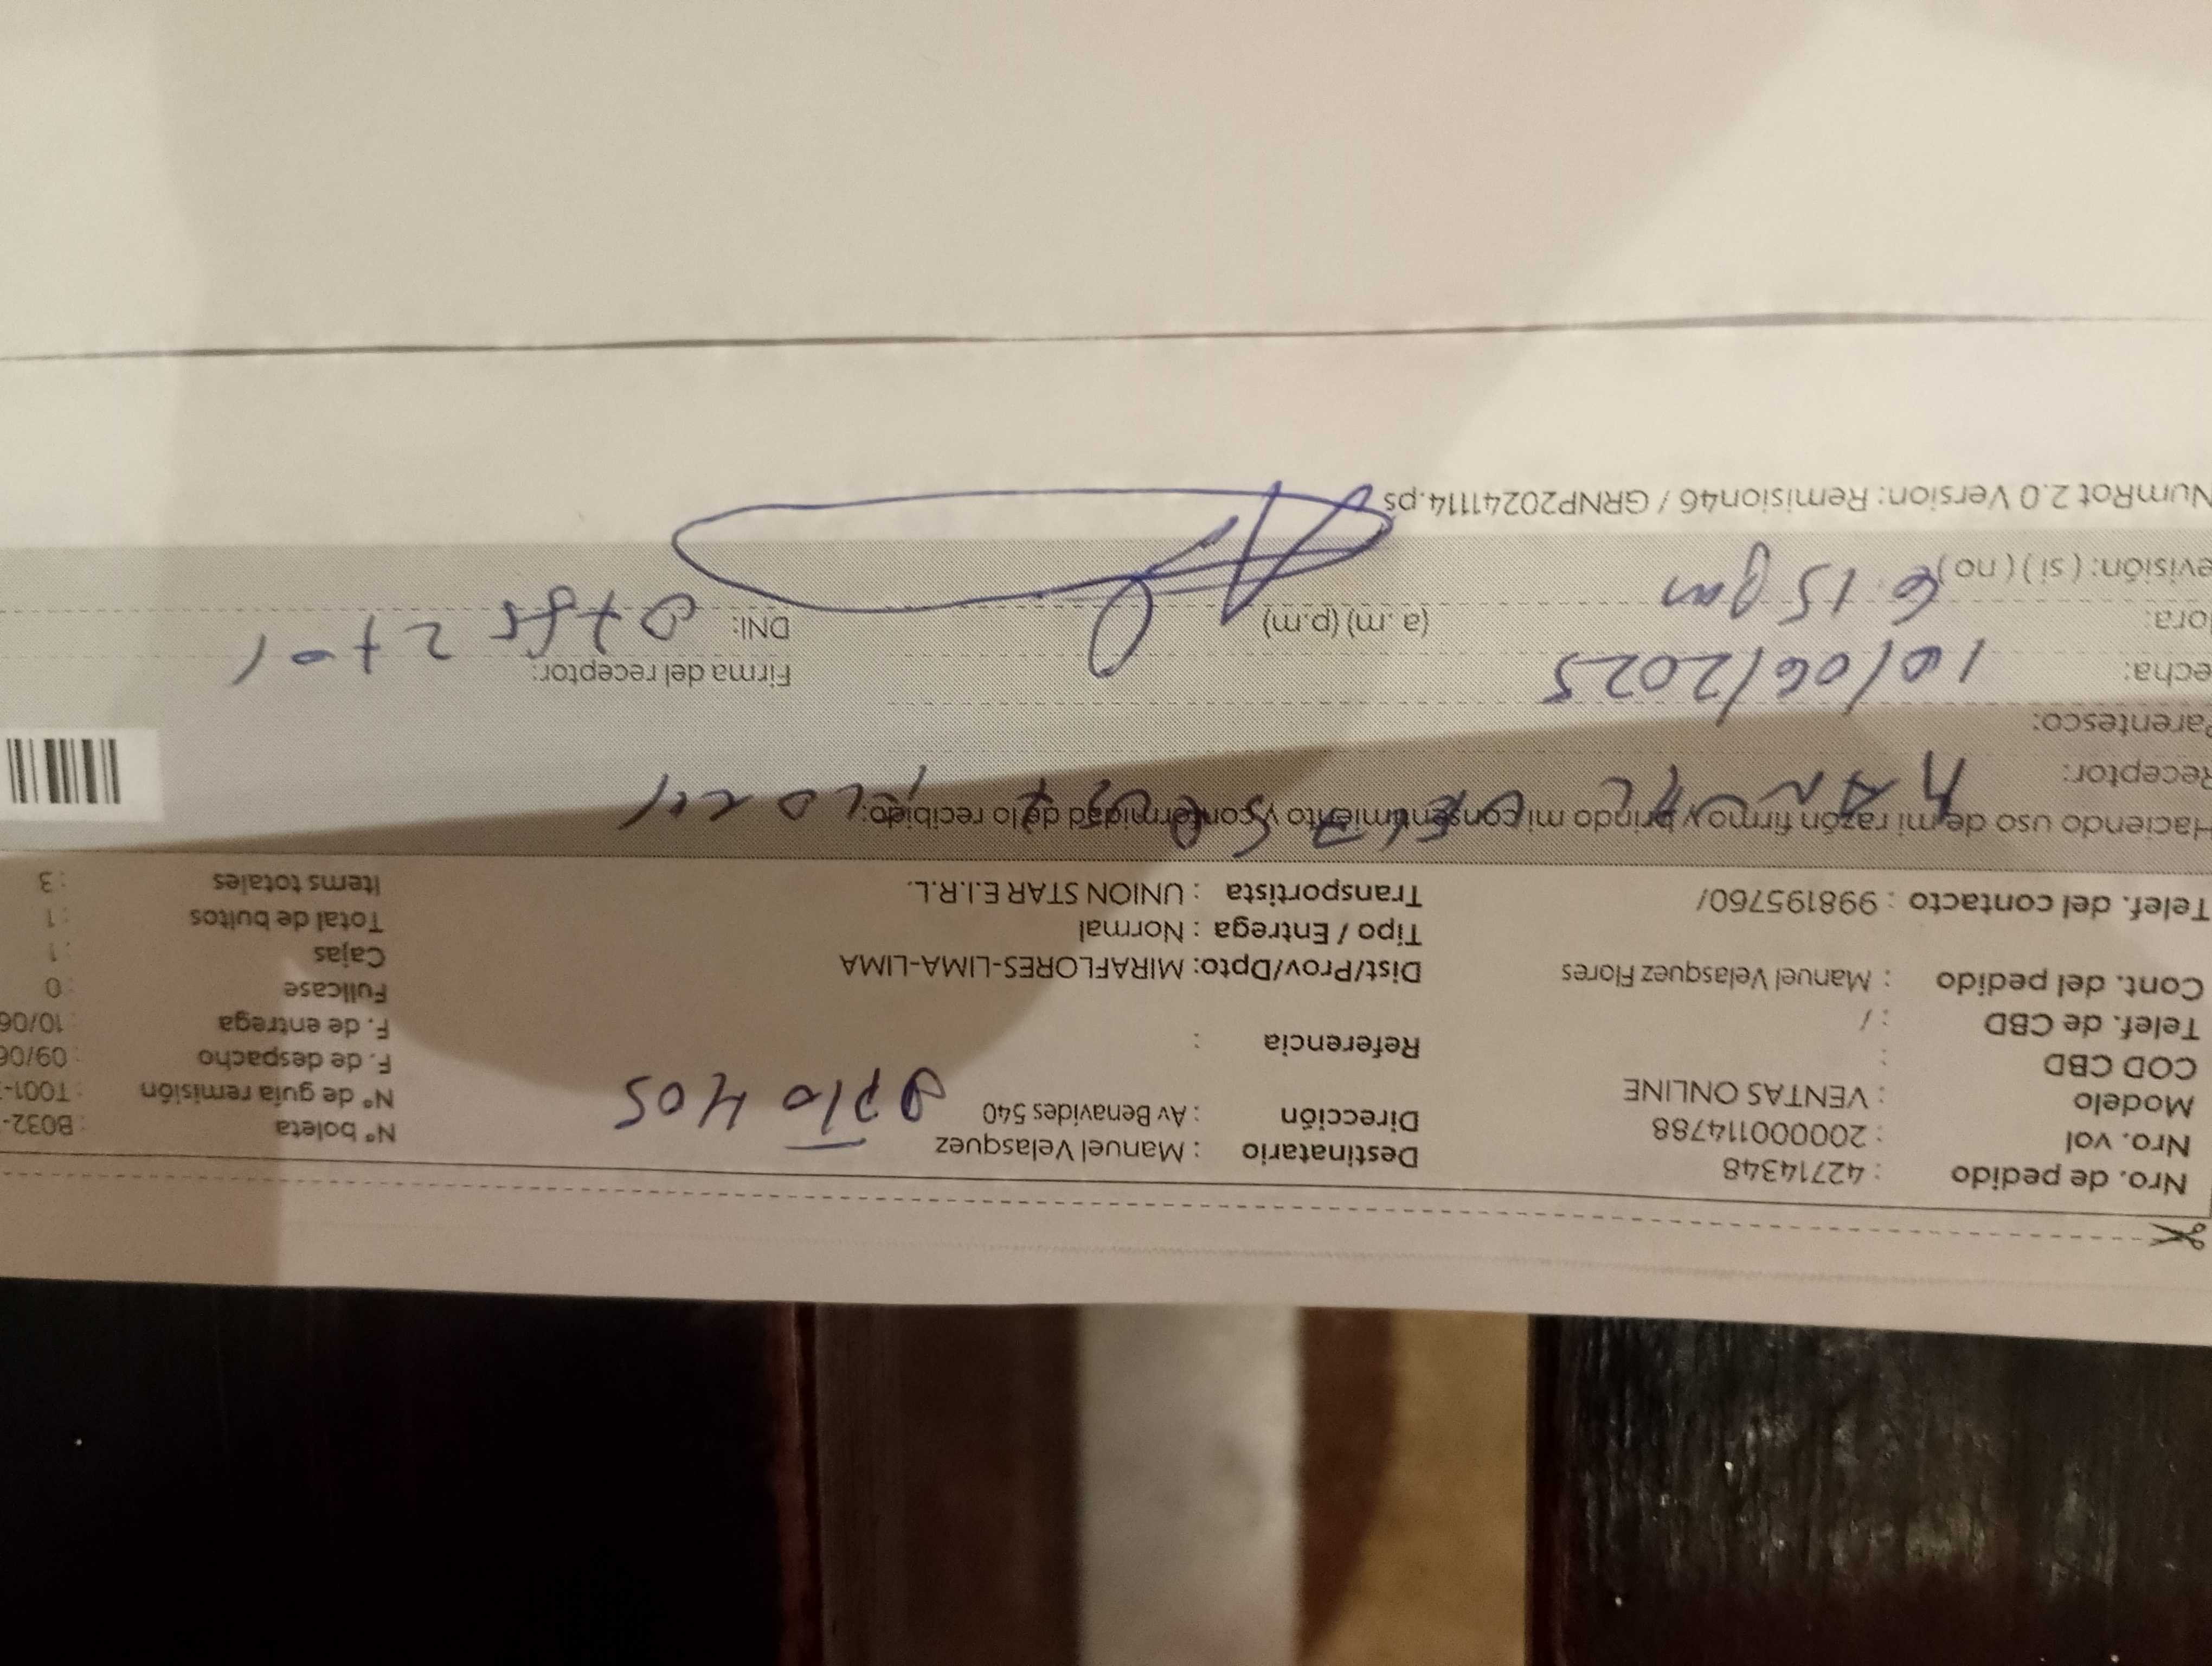 Nro. de pedido : 42714348
Nro. vol : 20000114788
Modelo : VENTAS ONLINE
COD CBD :
Telef. de CBD : /
Cont. del pedido : Manuel Velasquez Flores
Telef. del contacto : 998195760/
Destinatario : Manuel Velasquez
Dirección : Av Benavides 540 dpto 405
Referencia :
Dist/Prov/Dpto: MIRAFLORES-LIMA-LIMA
Tipo / Entrega : Normal
Transportista : UNION STAR E.I.R.L.
N° boleta : B032-
N° de guía remisión : T001-
F. de despacho : 09/06
F. de entrega : 10/06
Fullcase : 0
Cajas : 1
Total de bultos : 1
Items totales : 3
Haciendo uso de mi razón firmo y brindo mi consentimiento y conformidad de lo recibido:
Receptor: MANUEL
Parentesco:
echa: 10/06/2025
Firma del receptor:
ora: 6:15 pm (a.m) (p.m)
DNI:
evisión: ( si ) ( no )
NumRot 2.0 Version: Remision46 / GRNP20241114.ps